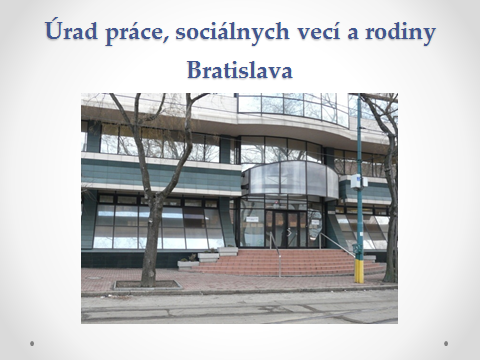 Úrad práce, sociálnych vecí a rodiny
Bratislava